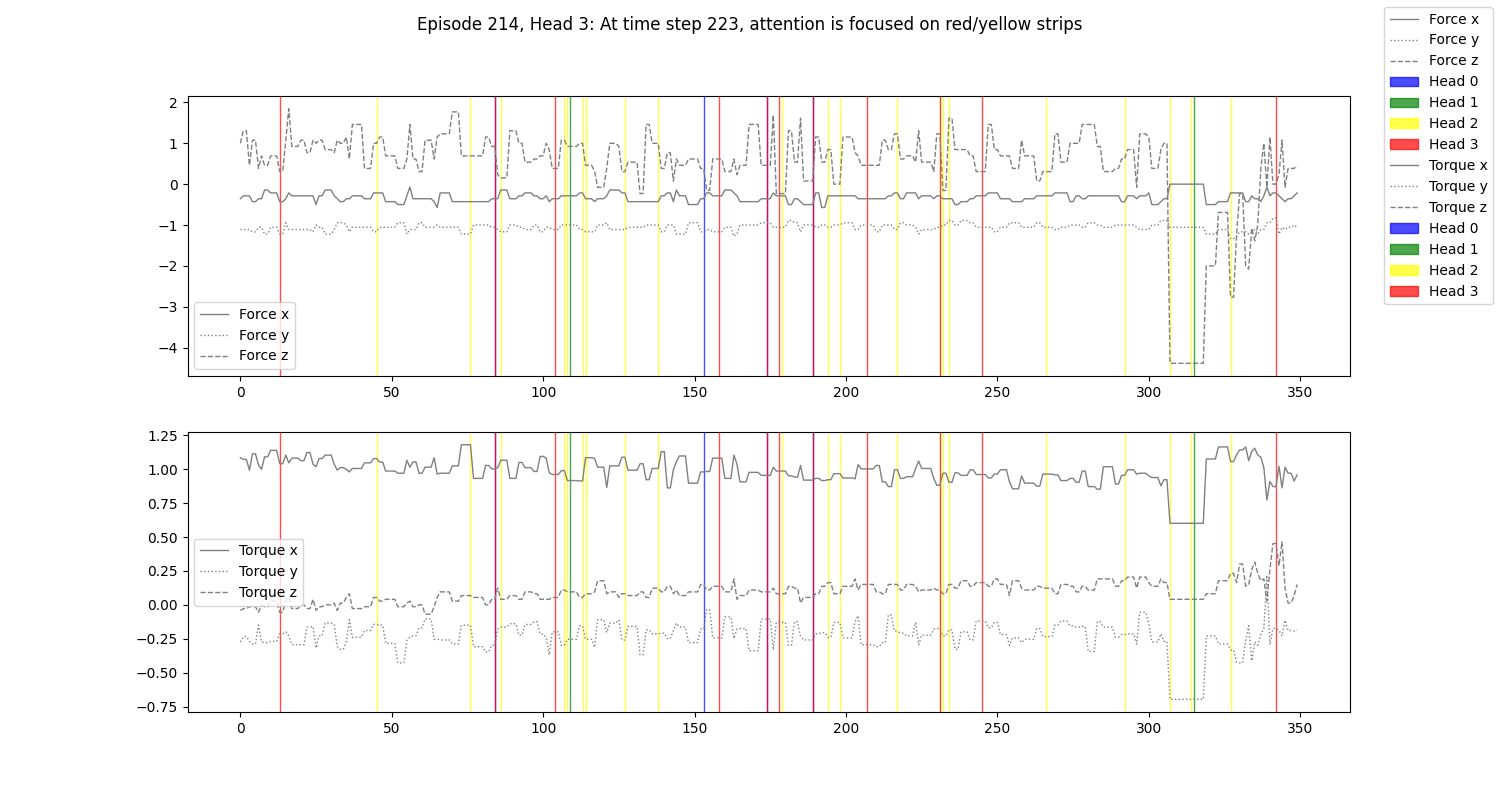 Episode 214, Head 3: At time step 223, attention is focused on red/yellow strips
Force x
Force y
Force z
Head 0
Head 1
Head 2
Head 3
Torque x
Torque y
Torque z
Head 0
Head 1
Head 2
Head 3
2
1
0
−1
−2
−3
−4
Force x
Force y
Force z
0 50 100 150 200 250 300 350
1.25
1.00
0.75
0.50
0.25
0.00
−0.25
−0.50
−0.75
Torque x
Torque y
Torque z
0 50 100 150 200 250 300 350